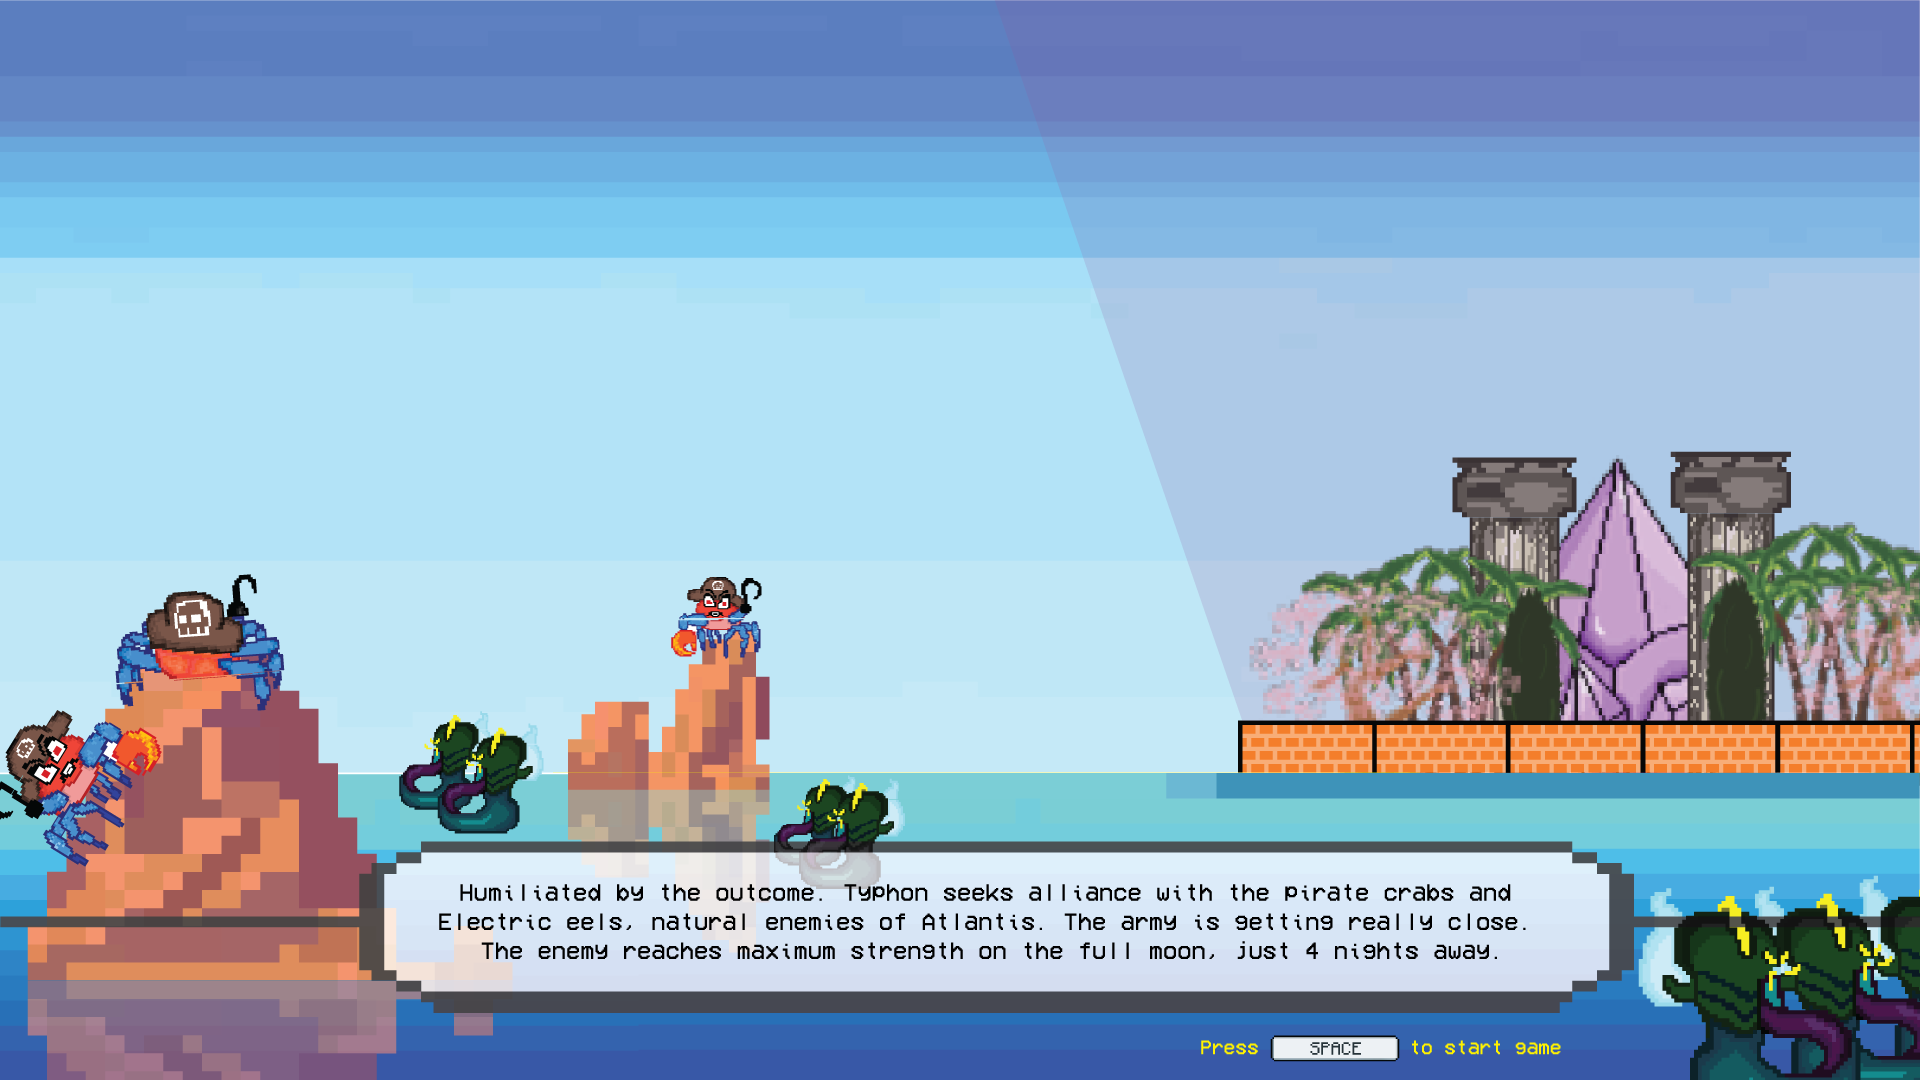 Humiliated by the outcome. Typhon seeks alliance with the pirate crabs and
Electric eels, natural enemies of Atlantis. The army is getting really close.
The enemy reaches maximum strength on the full moon, just 4 nights away.
Press SPACE to start game